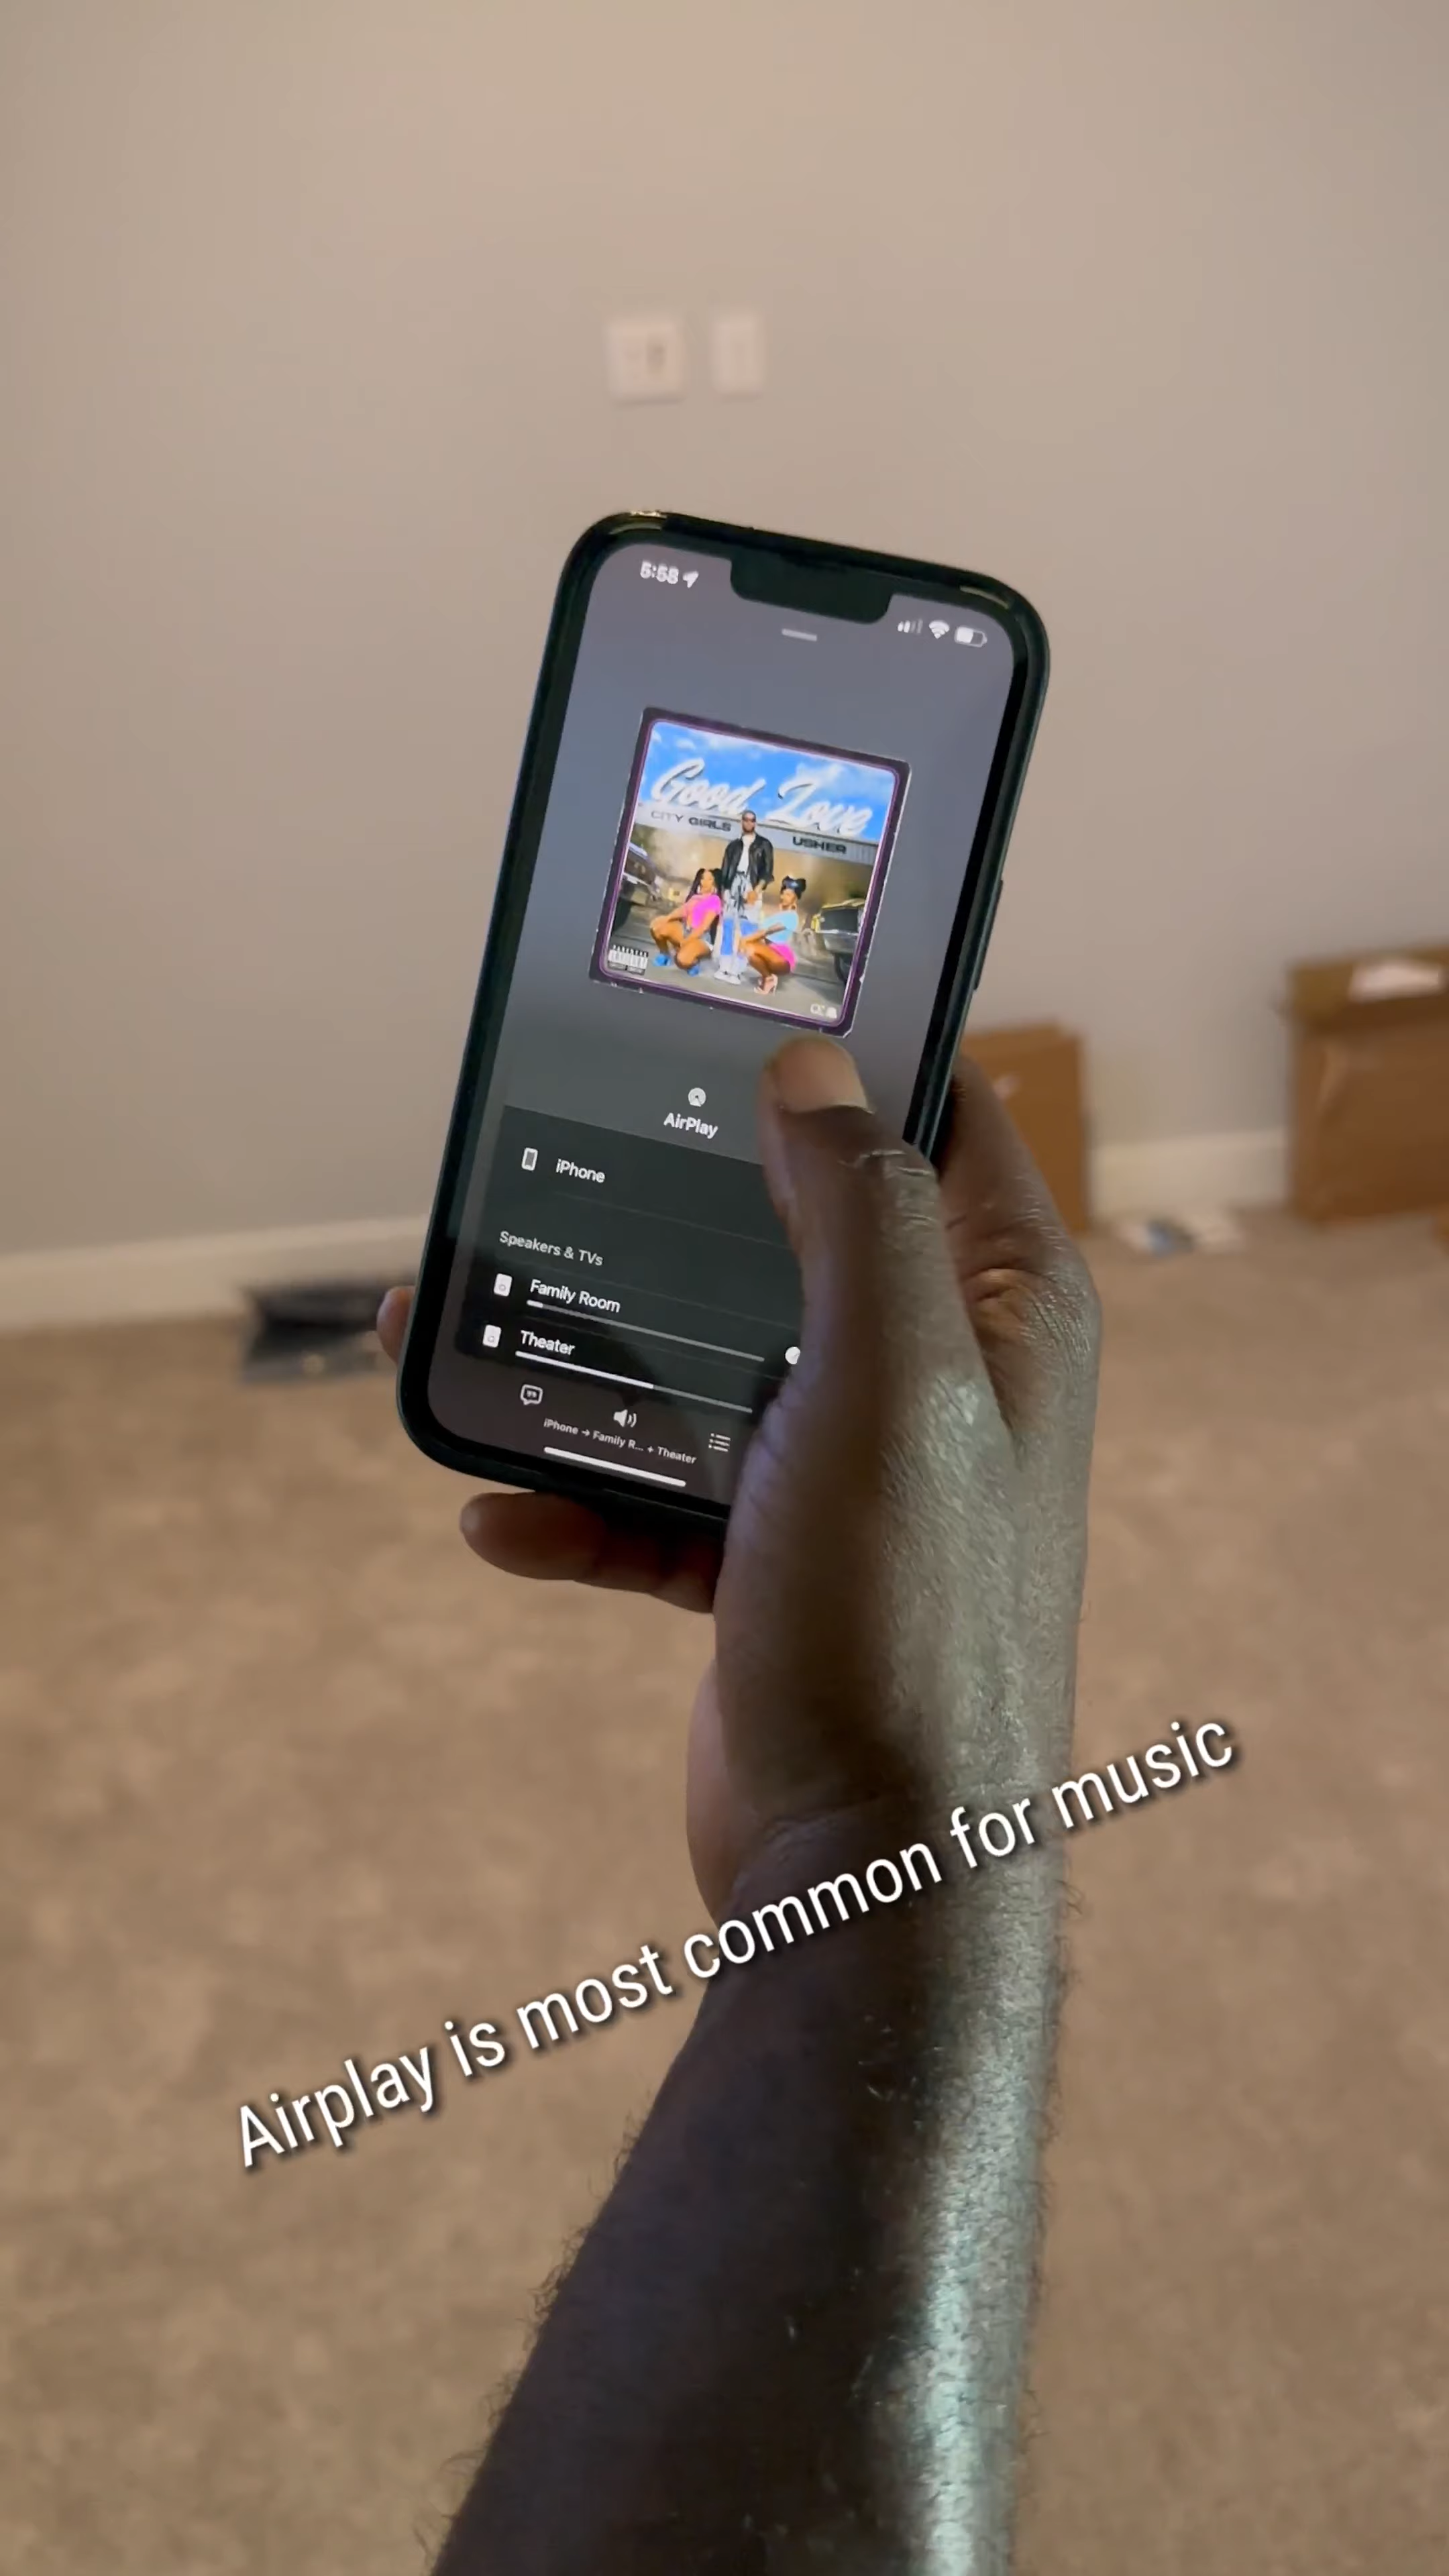 5:58
Good Love
CITY GIRLS
USHER
AirPlay
iPhone
Speakers & TVs
Family Room
Theater
iPhone → Family R... + Theater
Airplay is most common for music